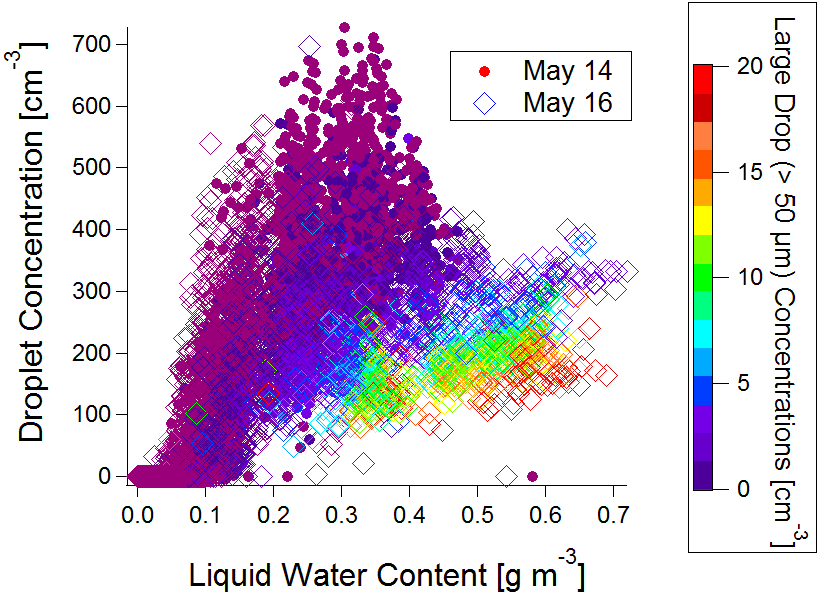 700
600
500
400
300
200
100
0
Droplet Concentration [cm⁻³]
0.0 0.1 0.2 0.3 0.4 0.5 0.6 0.7
Liquid Water Content [g m⁻³]
May 14
May 16
20
15
10
5
0
Large Drop (> 50 µm) Concentrations [cm⁻³]